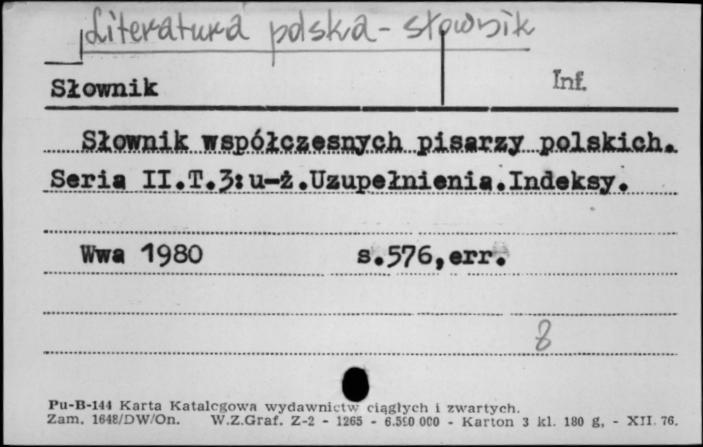 Literatura polska - słownik
Słownik Inf.
Słownik współczesnych pisarzy polskich.
Seria II.T.3:u-ż.Uzupełnienia.Indeksy.
Wwa 1980 s.576,err.
8
Pu-B-144 Karta Katalogowa wydawnictw ciągłych i zwartych.
Zam. 1648/DW/On. W.Z.Graf. Z-2 - 1265 - 6.500 000 - Karton 3 kl. 180 g, - XII. 76.